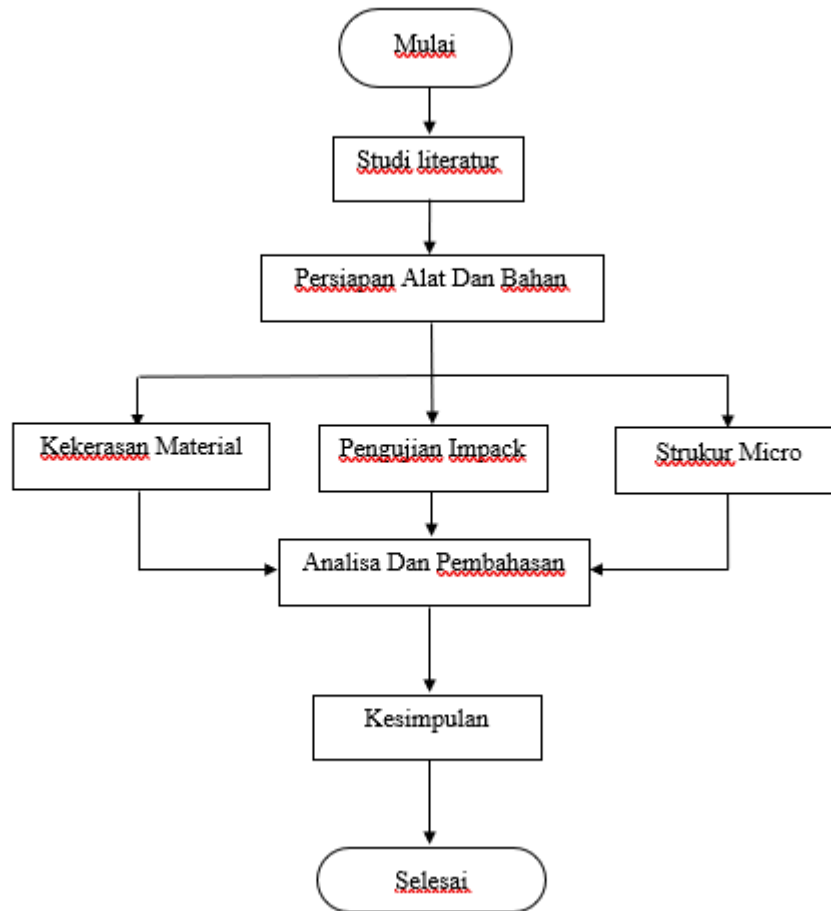 Mulai
Studi literatur
Persiapan Alat Dan Bahan
Kekerasan Material
Pengujian Impack
Strukur Micro
Analisa Dan Pembahasan
Kesimpulan
Selesai